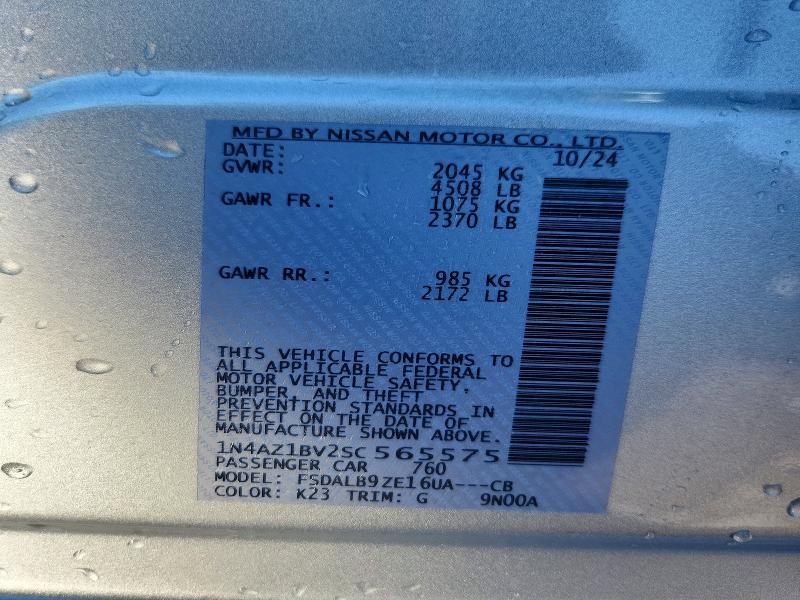 MFD BY NISSAN MOTOR CO., LTD.
DATE: 10/24
GVWR: 2045 KG
4508 LB
GAWR FR.: 1075 KG
2370 LB
GAWR RR.: 985 KG
2172 LB
THIS VEHICLE CONFORMS TO
ALL APPLICABLE FEDERAL
MOTOR VEHICLE SAFETY,
BUMPER, AND THEFT
PREVENTION STANDARDS IN
EFFECT ON THE DATE OF
MANUFACTURE SHOWN ABOVE.
1N4AZ1BV2SC565575
PASSENGER CAR 760
MODEL: FSDALB9ZE16UA---CB
COLOR: K23 TRIM: G 9N00A